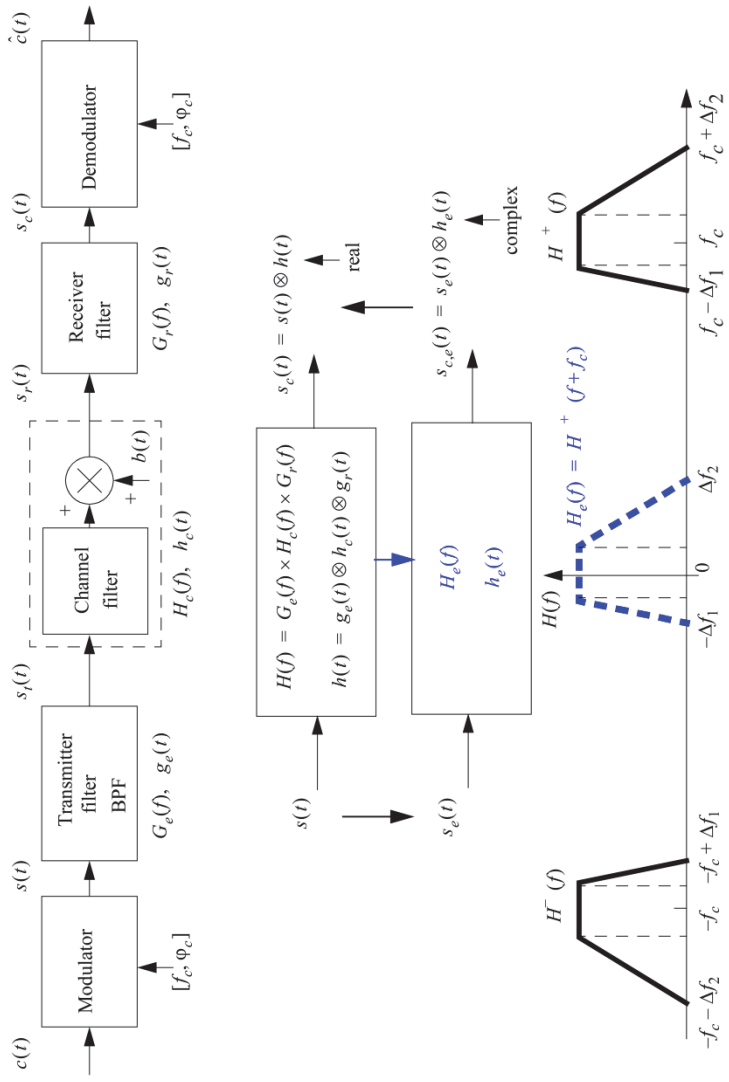 c(t)
Modulator
[f_c, φ_c]
s(t)
Transmitter
filter
BPF
G_e(f), g_e(t)
s_t(t)
Channel
filter
H_c(f), h_c(t)
+
+
b(t)
s_r(t)
Receiver
filter
G_r(f), g_r(t)
s_c(t)
Demodulator
[f_c, φ_c]
ĉ(t)
s(t)
H(f) = G_e(f) × H_c(f) × G_r(f)
h(t) = g_e(t) ⊗ h_c(t) ⊗ g_r(t)
s_c(t) = s(t) ⊗ h(t)
real
s_e(t)
H_e(f)
h_e(t)
s_{c,e}(t) = s_e(t) ⊗ h_e(t)
complex
H(f)
H^-(f)
H_e(f) = H^+(f+f_c)
H^+(f)
-f_c - Δf_2
-f_c
-f_c + Δf_1
-Δf_1
0
Δf_2
f_c - Δf_1
f_c
f_c + Δf_2